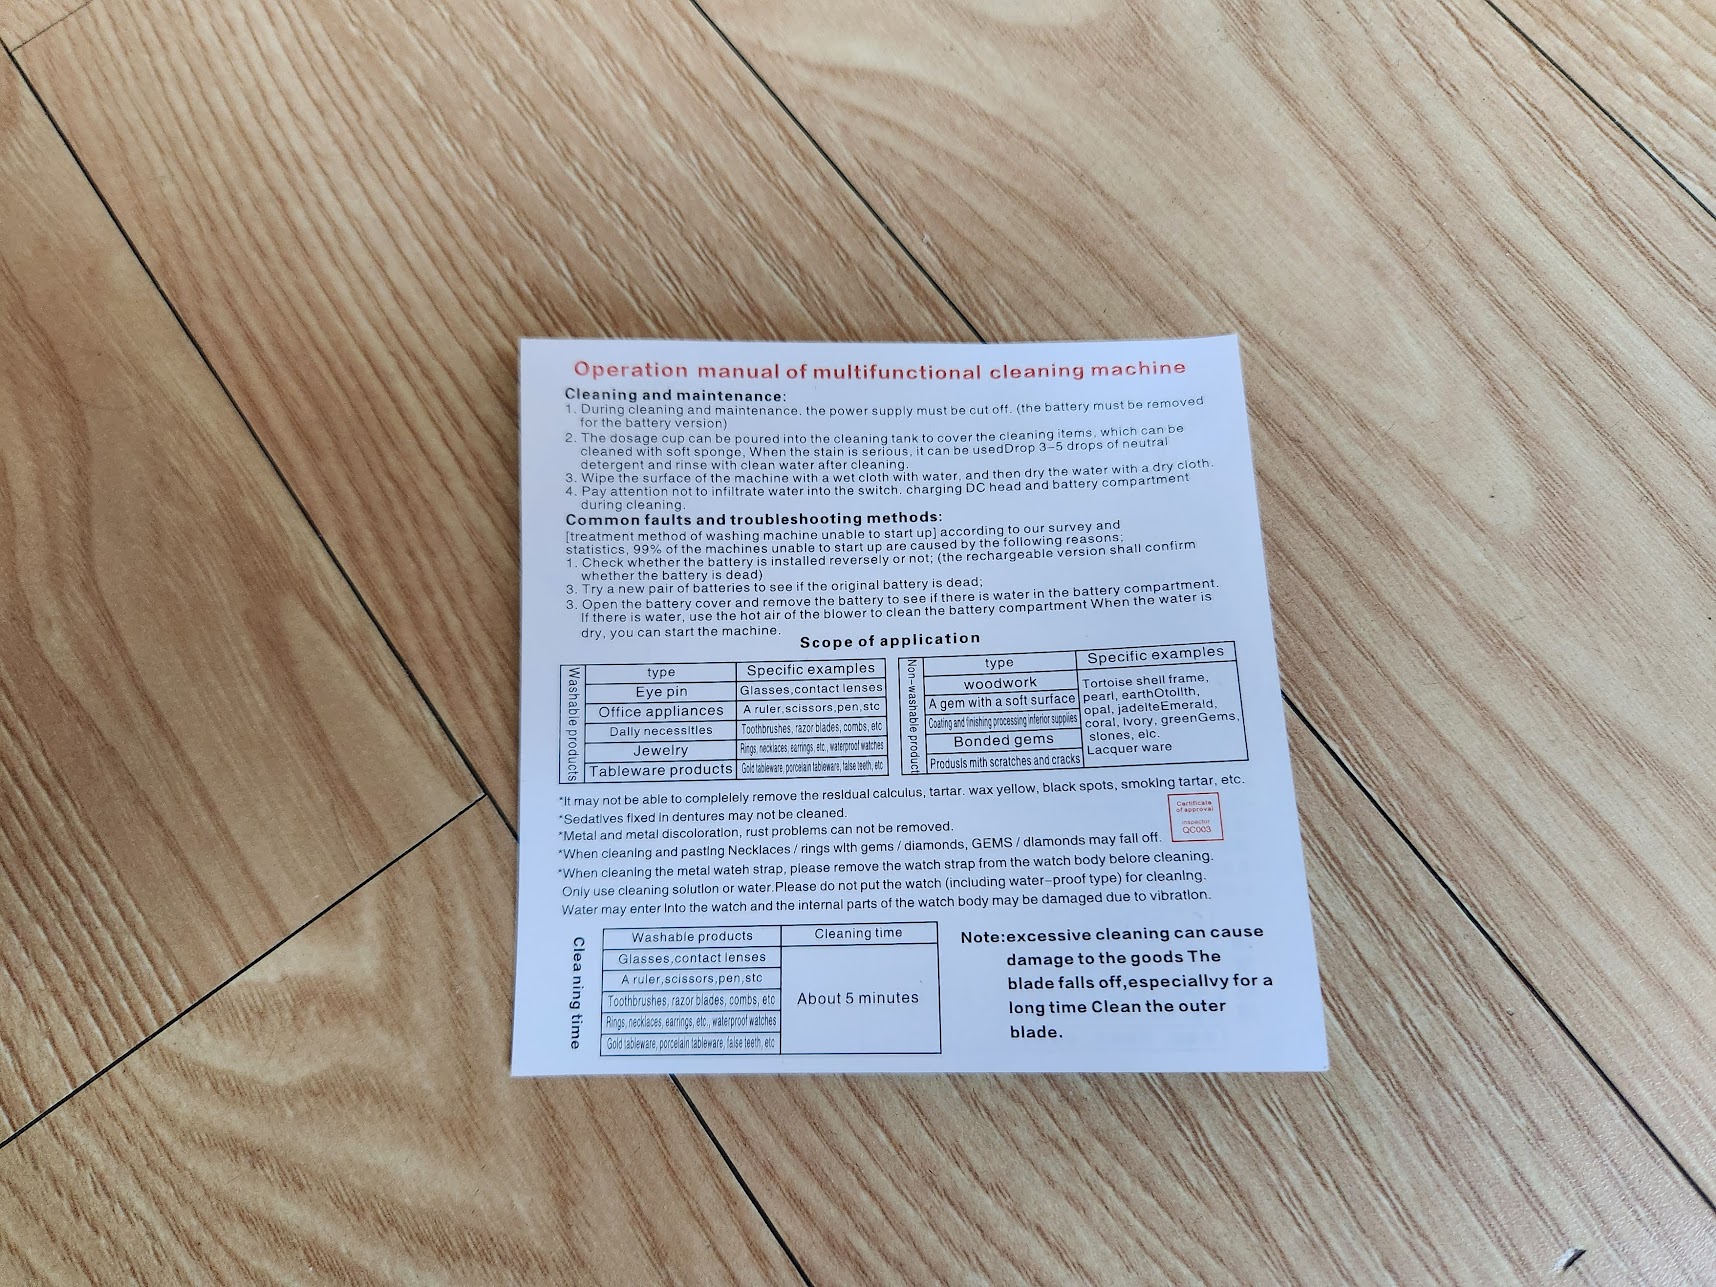 Operation manual of multifunctional cleaning machine
Cleaning and maintenance:
1. During cleaning and maintenance. the power supply must be cut off. (the battery must be removed
for the battery version)
2. The dosage cup can be poured into the cleaning tank to cover the cleaning items, which can be
cleaned with soft sponge, When the stain is serious, it can be usedDrop 3–5 drops of neutral
detergent and rinse with clean water after cleaning.
3. Wipe the surface of the machine with a wet cloth with water, and then dry the water with a dry cloth.
4. Pay attention not to infiltrate water into the switch. charging DC head and battery compartment
during cleaning.
Common faults and troubleshooting methods:
[treatment method of washing machine unable to start up] according to our survey and
statistics, 99% of the machines unable to start up are caused by the following reasons;
1. Check whether the battery is installed reversely or not; (the rechargeable version shall confirm
whether the battery is dead)
3. Try a new pair of batteries to see if the original battery is dead;
3. Open the battery cover and remove the battery to see if there is water in the battery compartment.
If there is water, use the hot air of the blower to clean the battery compartment When the water is
dry, you can start the machine.
Scope of application
Washable products
type Specific examples
Eye pin Glasses,contact lenses
Office appliances A ruler,scissors,pen,stc
Daily necessities Toothbrushes, razor blades, combs, etc
Jewelry Rings, necklaces, earrings, etc., waterproof watches
Tableware products Gold tableware, porcelain tableware, false teeth, etc
Non-washable product
type Specific examples
woodwork
A gem with a soft surface
Coating and finishing processing inferior supplies
Bonded gems
Produsls mith scratches and cracks
Tortoise shell frame,
pearl, earthOtolith,
opal, jadelteEmerald,
coral, Ivory, greenGems,
slones, etc.
Lacquer ware
*It may not be able to complelely remove the residual calculus, tartar. wax yellow, black spots, smoking tartar, etc.
*Sedatives fixed in dentures may not be cleaned.
*Metal and metal discoloration, rust problems can not be removed.
*When cleaning and pasting Necklaces / rings with gems / diamonds, GEMS / diamonds may fall off.
*When cleaning the metal wateh strap, please remove the watch strap from the watch body belore cleaning.
Only use cleaning solution or water.Please do not put the watch (including water–proof type) for cleaning.
Water may enter into the watch and the internal parts of the watch body may be damaged due to vibration.
Certificate
of approval
inspector
QC003
Clea ning time
Washable products Cleaning time
Glasses,contact lenses
A ruler,scissors,pen,stc
Toothbrushes, razor blades, combs, etc
Rings, necklaces, earrings, etc., waterproof watches
Gold tableware, porcelain tableware, false teeth, etc
About 5 minutes
Note:excessive cleaning can cause
damage to the goods The
blade falls off,especiallvy for a
long time Clean the outer
blade.